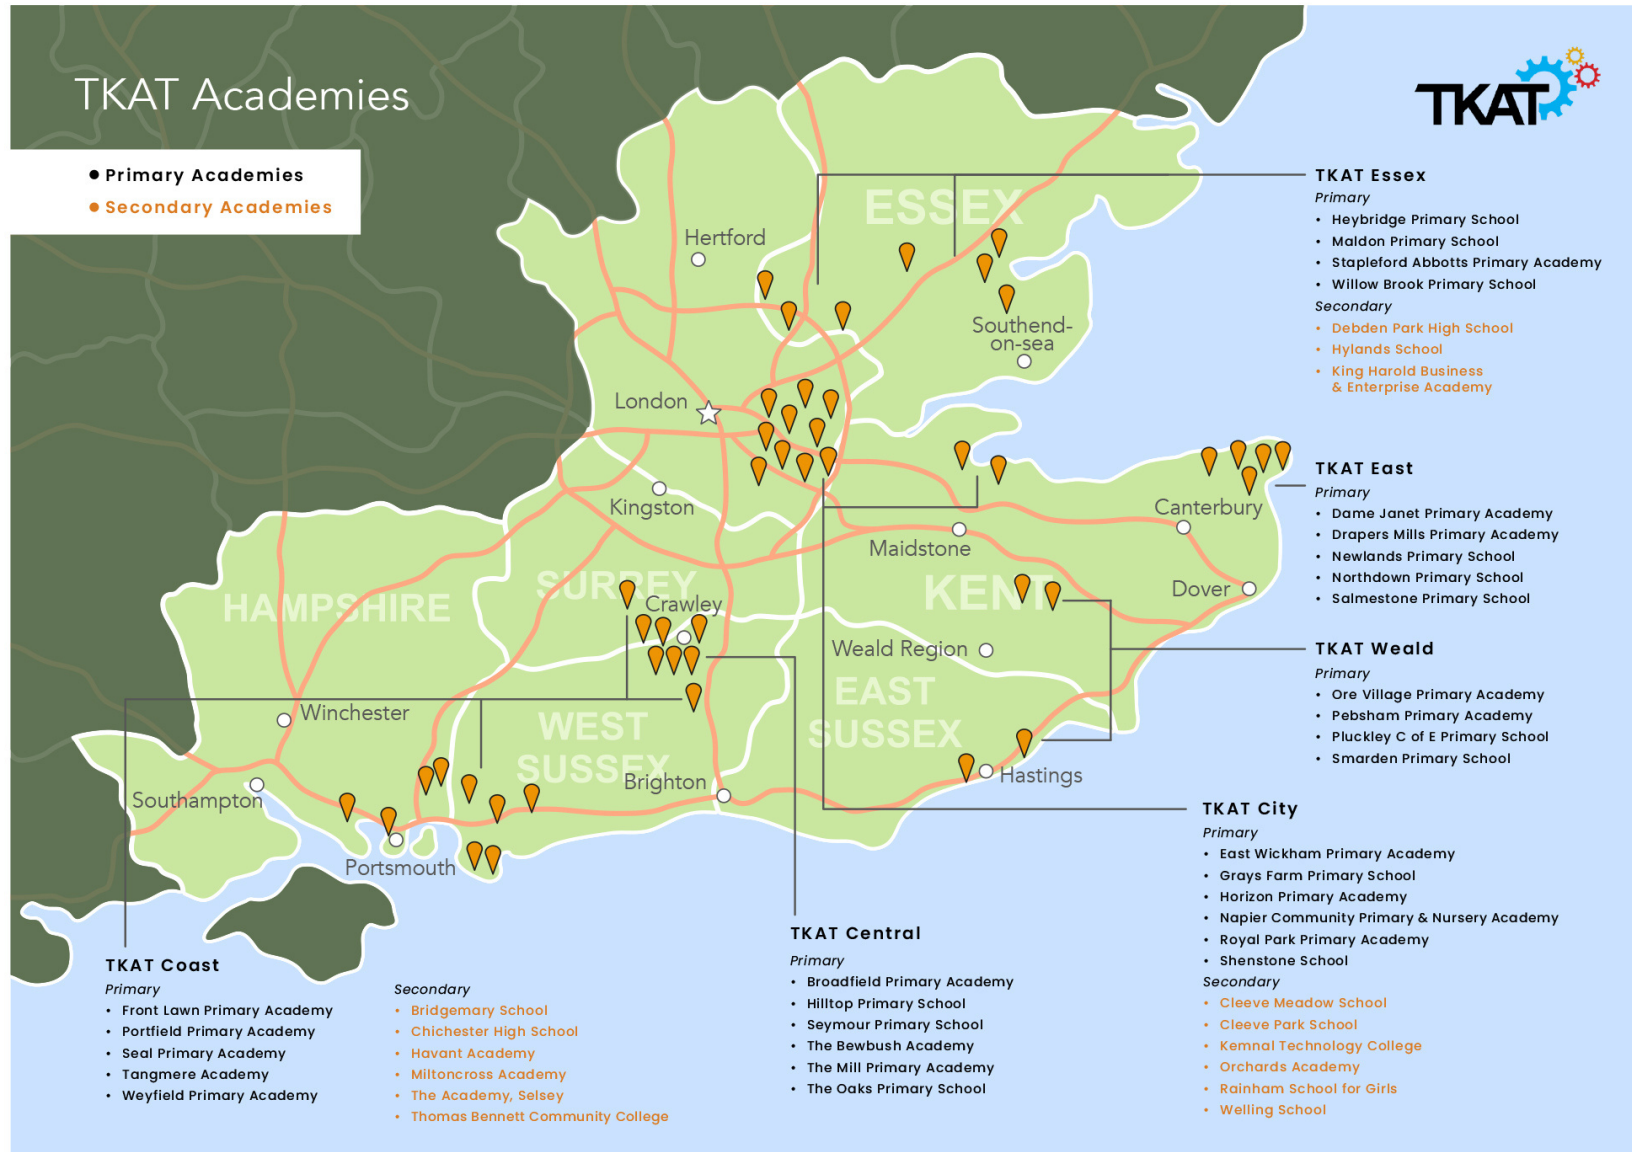 TKAT Academies
• Primary Academies
• Secondary Academies
TKAT
ESSEX
Hertford
Southend-
on-sea
London
Kingston
Canterbury
Maidstone
SURREY
Crawley
KENT
Dover
HAMPSHIRE
Weald Region
EAST
SUSSEX
Winchester
WEST
SUSSEX
Brighton
Hastings
Southampton
Portsmouth
TKAT Essex
Primary
• Heybridge Primary School
• Maldon Primary School
• Stapleford Abbotts Primary Academy
• Willow Brook Primary School
Secondary
• Debden Park High School
• Hylands School
• King Harold Business
& Enterprise Academy
TKAT East
Primary
• Dame Janet Primary Academy
• Drapers Mills Primary Academy
• Newlands Primary School
• Northdown Primary School
• Salmestone Primary School
TKAT Weald
Primary
• Ore Village Primary Academy
• Pebsham Primary Academy
• Pluckley C of E Primary School
• Smarden Primary School
TKAT City
Primary
• East Wickham Primary Academy
• Grays Farm Primary School
• Horizon Primary Academy
• Napier Community Primary & Nursery Academy
• Royal Park Primary Academy
• Shenstone School
Secondary
• Cleeve Meadow School
• Cleeve Park School
• Kemnal Technology College
• Orchards Academy
• Rainham School for Girls
• Welling School
TKAT Central
Primary
• Broadfield Primary Academy
• Hilltop Primary School
• Seymour Primary School
• The Bewbush Academy
• The Mill Primary Academy
• The Oaks Primary School
TKAT Coast
Primary
• Front Lawn Primary Academy
• Portfield Primary Academy
• Seal Primary Academy
• Tangmere Academy
• Weyfield Primary Academy
Secondary
• Bridgemary School
• Chichester High School
• Havant Academy
• Miltoncross Academy
• The Academy, Selsey
• Thomas Bennett Community College